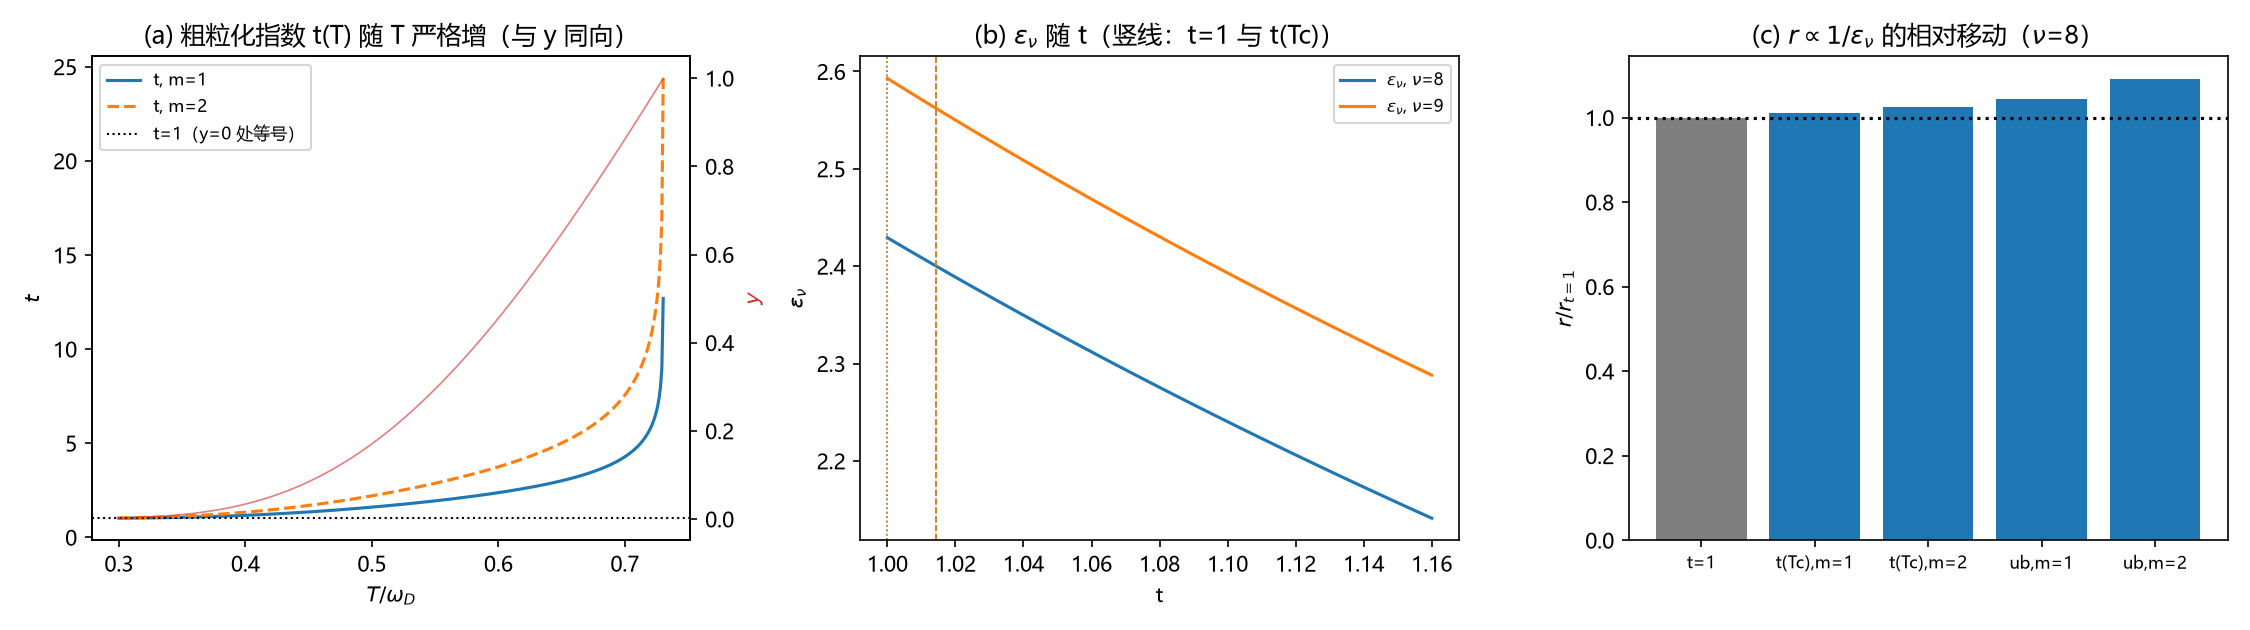 (a) 粗粒化指数 t(T) 随 T 严格增（与 y 同向）
t, m=1
t, m=2
t=1（y=0 处等号）
25
20
15
10
5
0
t
1.0
0.8
0.6
0.4
0.2
0.0
y
0.3
0.4
0.5
0.6
0.7
T/ω_D
(b) ε_ν 随 t（竖线：t=1 与 t(Tc)）
ε_ν, ν=8
ε_ν, ν=9
2.6
2.5
2.4
2.3
2.2
ε_ν
1.00
1.02
1.04
1.06
1.08
1.10
1.12
1.14
1.16
t
(c) r ∝ 1/ε_ν 的相对移动（ν=8）
1.0
0.8
0.6
0.4
0.2
0.0
r/r_{t=1}
t=1
t(Tc),m=1
t(Tc),m=2
ub,m=1
ub,m=2